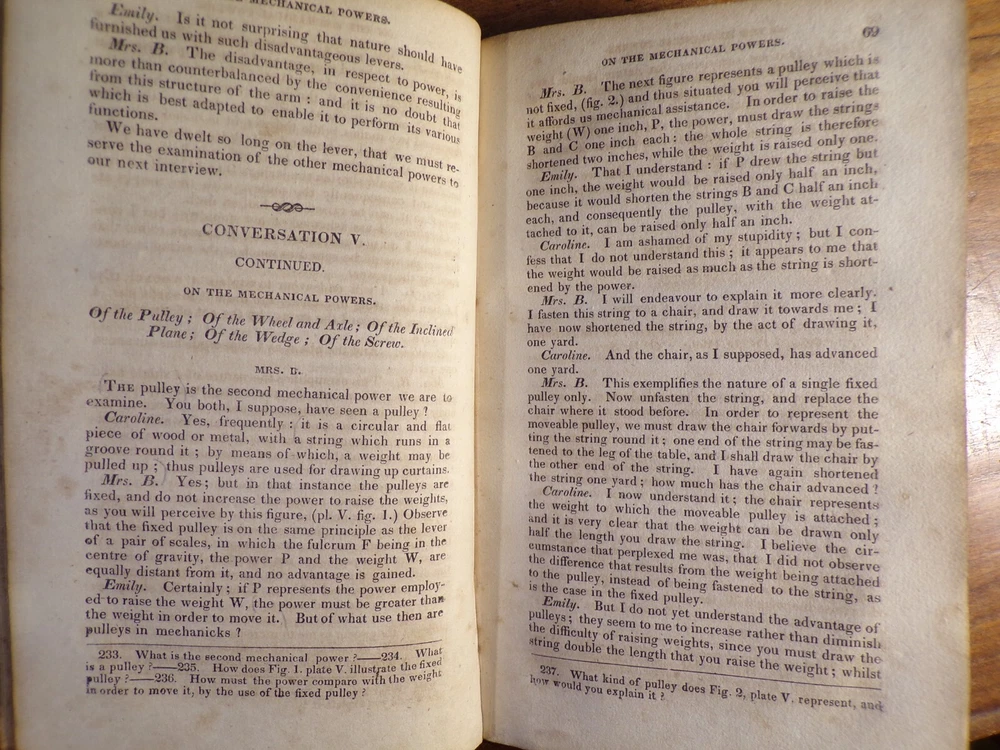 MECHANICAL POWERS.
Emily. Is it not surprising that nature should have
furnished us with such disadvantageous levers.
Mrs. B. The disadvantage, in respect to power, is
more than counterbalanced by the convenience resulting
from this structure of the arm; and it is no doubt that
which is best adapted to enable it to perform its various
functions.
We have dwelt so long on the lever, that we must re-
serve the examination of the other mechanical powers to
our next interview.
CONVERSATION V.
CONTINUED.
ON THE MECHANICAL POWERS.
Of the Pulley; Of the Wheel and Axle; Of the Inclined
Plane; Of the Wedge; Of the Screw.
MRS. B.
THE pulley is the second mechanical power we are to
examine. You both, I suppose, have seen a pulley?
Caroline. Yes, frequently: it is a circular and flat
piece of wood or metal, with a string which runs in a
groove round it; by means of which, a weight may be
pulled up; thus pulleys are used for drawing up curtains.
Mrs. B. Yes; but in that instance the pulleys are
fixed, and do not increase the power to raise the weights,
as you will perceive by this figure, (pl. V. fig. 1.) Observe
that the fixed pulley is on the same principle as the lever
of a pair of scales, in which the fulcrum F being in the
centre of gravity, the power P and the weight W, are
equally distant from it, and no advantage is gained.
Emily. Certainly; if P represents the power employ-
ed to raise the weight W, the power must be greater than
the weight in order to move it. But of what use then are
pulleys in mechanicks?
233. What is the second mechanical power?——234. What
is a pulley?——235. How does Fig. 1. plate V. illustrate the fixed
pulley?——236. How must the power compare with the weight
in order to move it, by the use of the fixed pulley?
ON THE MECHANICAL POWERS. 69
Mrs. B. The next figure represents a pulley which is
not fixed, (fig. 2.) and thus situated you will perceive that
it affords us mechanical assistance. In order to raise the
weight (W) one inch, P, the power, must draw the strings
B and C one inch each; the whole string is therefore
shortened two inches, while the weight is raised only one.
Emily. That I understand: if P drew the string but
one inch, the weight would be raised only half an inch,
because it would shorten the strings B and C half an inch
each, and consequently the pulley, with the weight at-
tached to it, can be raised only half an inch.
Caroline. I am ashamed of my stupidity; but I con-
fess that I do not understand this; it appears to me that
the weight would be raised as much as the string is short-
ened by the power.
Mrs. B. I will endeavour to explain it more clearly.
I fasten this string to a chair, and draw it towards me; I
have now shortened the string, by the act of drawing it,
one yard.
Caroline. And the chair, as I supposed, has advanced
one yard.
Mrs. B. This exemplifies the nature of a single fixed
pulley only. Now unfasten the string, and replace the
chair where it stood before. In order to represent the
moveable pulley, we must draw the chair forwards by put-
ting the string round it; one end of the string may be fas-
tened to the leg of the table, and I shall draw the chair by
the other end of the string. I have again shortened
the string one yard; how much has the chair advanced?
Caroline. I now understand it; the chair represents
the weight to which the moveable pulley is attached;
and it is very clear that the weight can be drawn only
half the length you draw the string. I believe the cir-
cumstance that perplexed me was, that I did not observe
the difference that results from the weight being attached
to the pulley, instead of being fastened to the string, as
is the case in the fixed pulley.
Emily. But I do not yet understand the advantage of
pulleys; they seem to me to increase rather than diminish
the difficulty of raising weights, since you must draw the
string double the length that you raise the weight; whilst
237. What kind of pulley does Fig. 2, plate V. represent, and
how would you explain it?